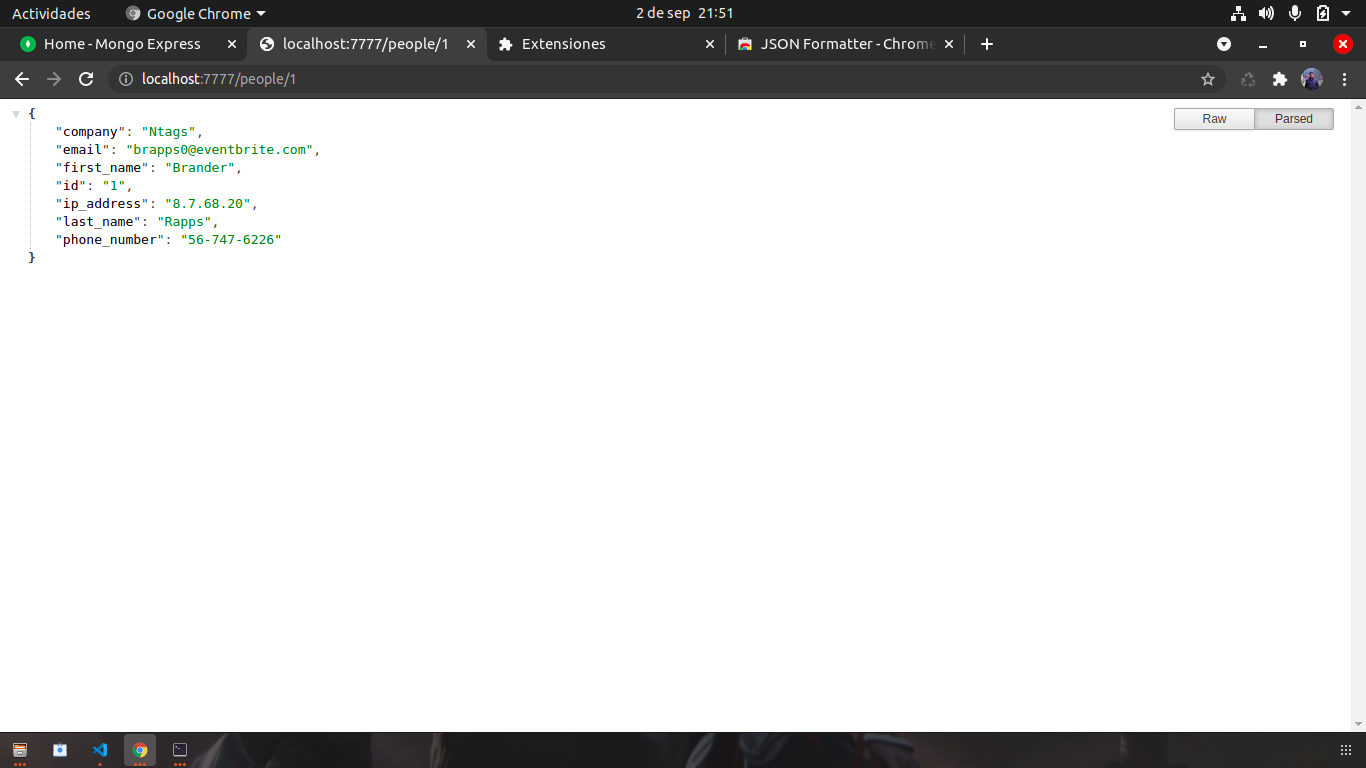 Actividades
Google Chrome
2 de sep 21:51
Home - Mongo Express
localhost:7777/people/1
Extensiones
JSON Formatter - Chrome
localhost:7777/people/1
Raw
Parsed
{
"company": "Ntags",
"email": "brapps0@eventbrite.com",
"first_name": "Brander",
"id": "1",
"ip_address": "8.7.68.20",
"last_name": "Rapps",
"phone_number": "56-747-6226"
}